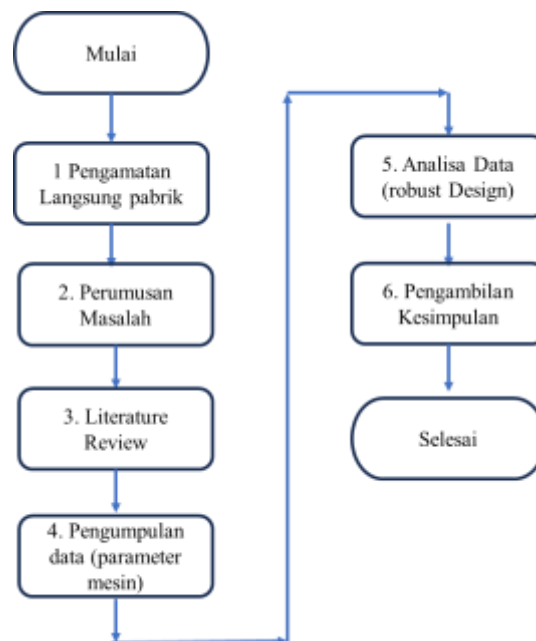 Mulai
1 Pengamatan
Langsung pabrik
2. Perumusan
Masalah
3. Literature
Review
4. Pengumpulan
data (parameter
mesin)
5. Analisa Data
(robust Design)
6. Pengambilan
Kesimpulan
Selesai